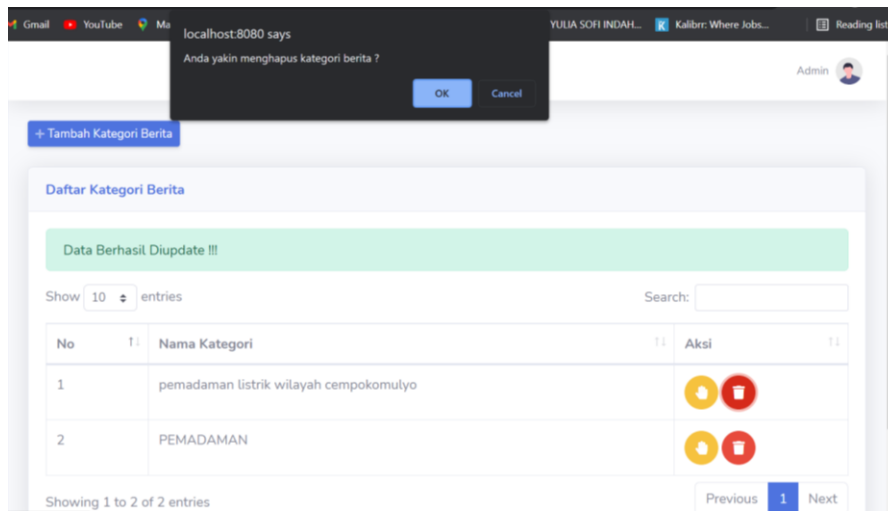 Gmail YouTube Ma YULIA SOFI INDAH... Kalibrr: Where Jobs... Reading list
localhost:8080 says
Anda yakin menghapus kategori berita ?
OK Cancel
Admin
+ Tambah Kategori Berita
Daftar Kategori Berita
Data Berhasil Diupdate !!!
Show 10 entries Search:
No Nama Kategori Aksi
1 pemadaman listrik wilayah cempokomulyo
2 PEMADAMAN
Showing 1 to 2 of 2 entries Previous 1 Next